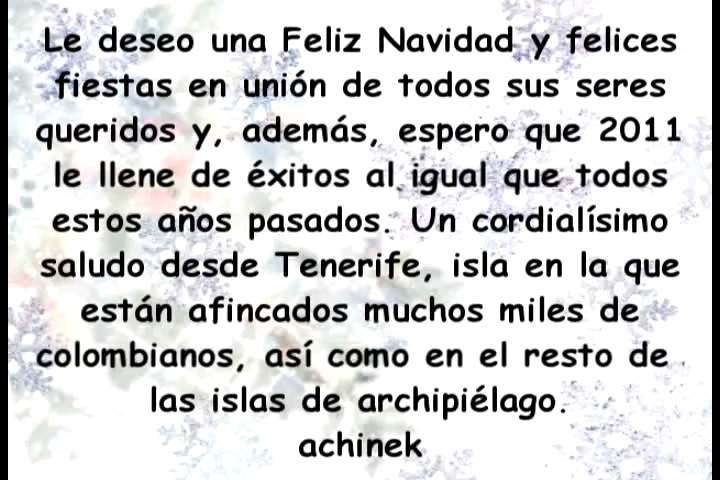 Le deseo una Feliz Navidad y felices
fiestas en unión de todos sus seres
queridos y, además, espero que 2011
le llene de éxitos al igual que todos
estos años pasados. Un cordialísimo
saludo desde Tenerife, isla en la que
están afincados muchos miles de
colombianos, así como en el resto de
las islas de archipiélago.
achinek